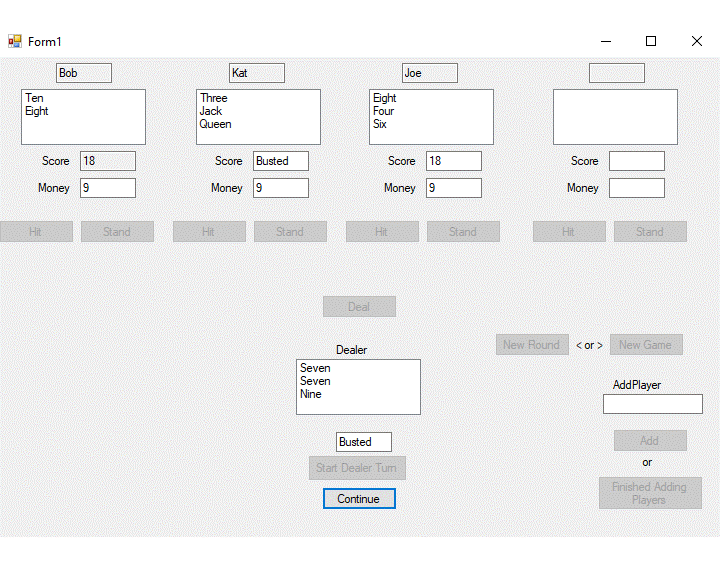 Form1
Bob
Kat
Joe
Ten
Eight
Three
Jack
Queen
Eight
Four
Six
Score 18
Score Busted
Score 18
Score
Money 9
Money 9
Money 9
Money
Hit Stand
Hit Stand
Hit Stand
Hit Stand
Deal
New Round < or > New Game
Dealer
Seven
Seven
Nine
AddPlayer
Busted
Add
Start Dealer Turn
or
Continue
Finished Adding
Players